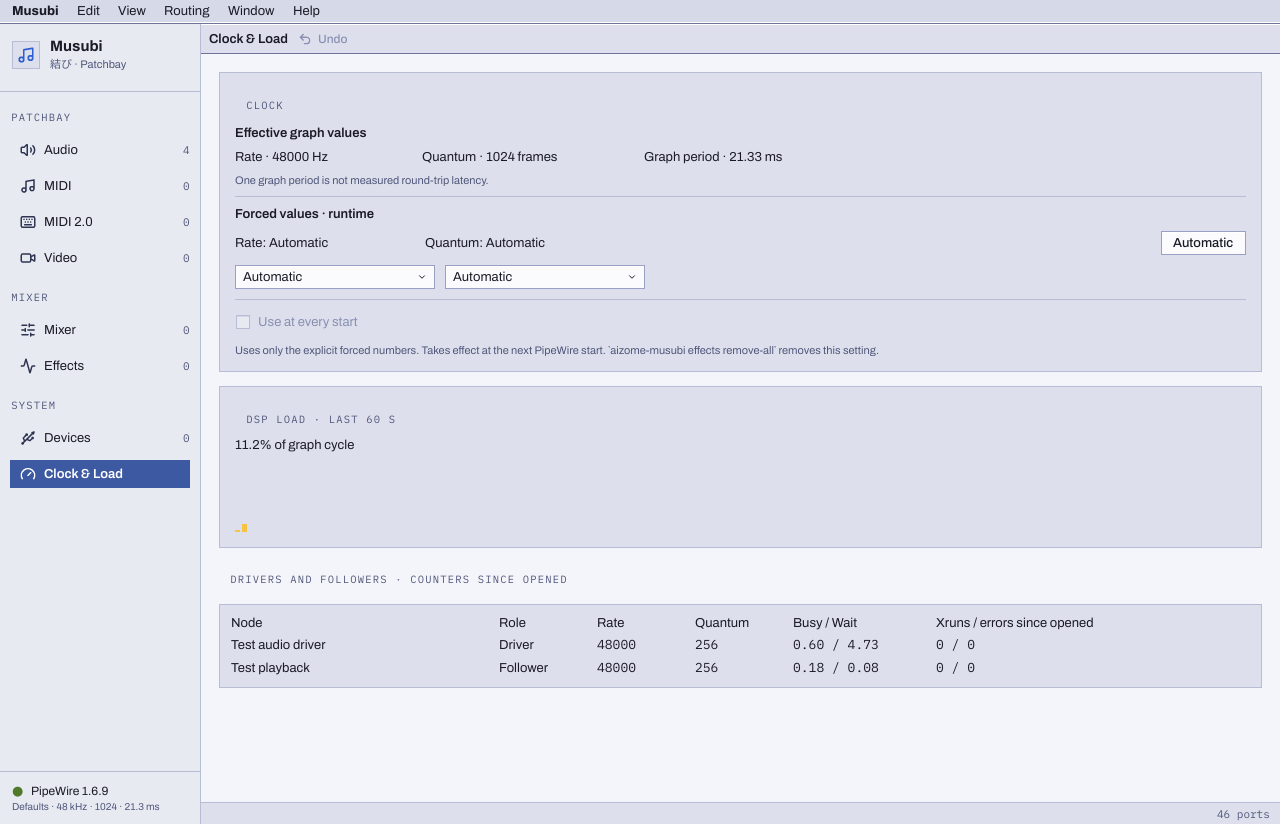 Musubi Edit View Routing Window Help
Musubi
結び · Patchbay
Clock & Load Undo
PATCHBAY
Audio 4
MIDI 0
MIDI 2.0 0
Video 0
MIXER
Mixer 0
Effects 0
SYSTEM
Devices 0
Clock & Load
PipeWire 1.6.9
Defaults · 48 kHz · 1024 · 21.3 ms
CLOCK
Effective graph values
Rate · 48000 Hz Quantum · 1024 frames Graph period · 21.33 ms
One graph period is not measured round-trip latency.
Forced values · runtime
Rate: Automatic Quantum: Automatic Automatic
Automatic Automatic
Use at every start
Uses only the explicit forced numbers. Takes effect at the next PipeWire start. `aizome-musubi effects remove-all` removes this setting.
DSP LOAD · LAST 60 S
11.2% of graph cycle
DRIVERS AND FOLLOWERS · COUNTERS SINCE OPENED
Node Role Rate Quantum Busy / Wait Xruns / errors since opened
Test audio driver Driver 48000 256 0.60 / 4.73 0 / 0
Test playback Follower 48000 256 0.18 / 0.08 0 / 0
46 ports